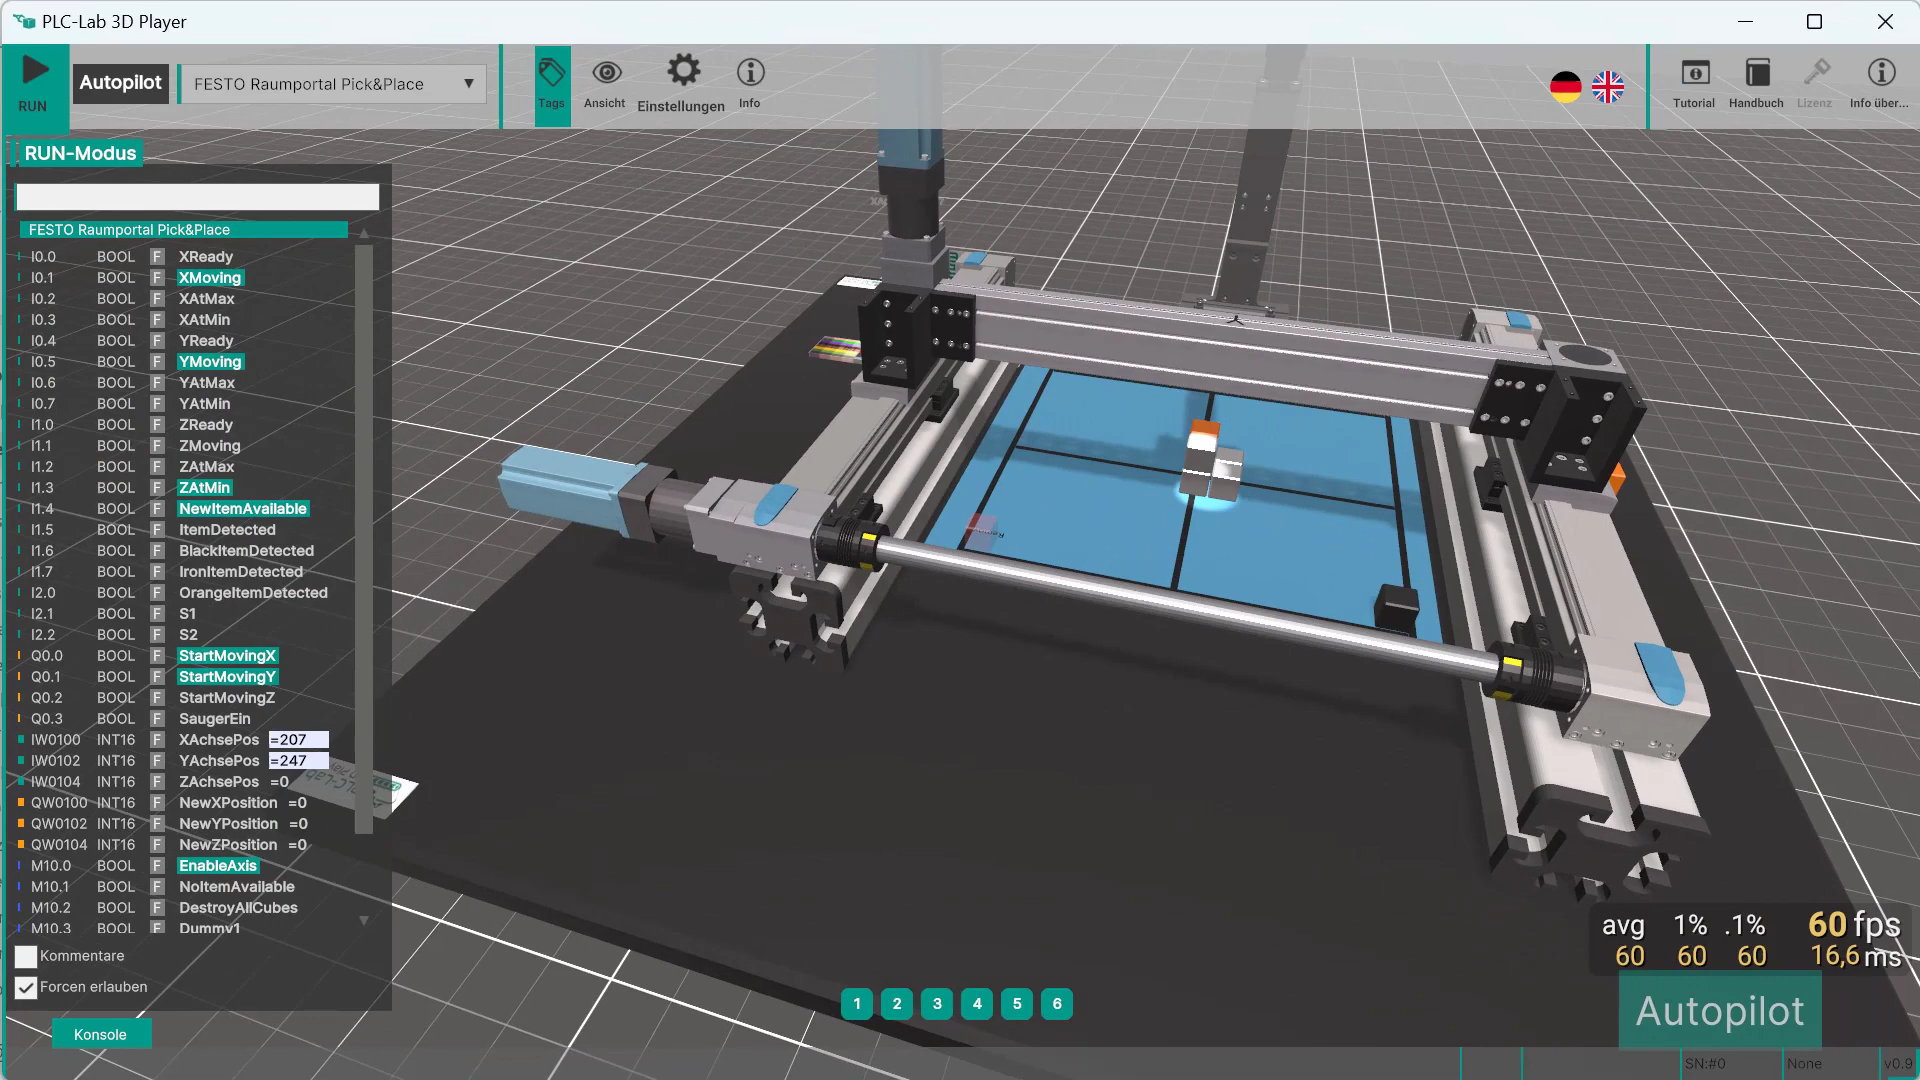 PLC-Lab 3D Player
RUN
Autopilot
FESTO Raumportal Pick&Place
Tags
Ansicht
Einstellungen
Info
Tutorial
Handbuch
Lizenz
Info über...
RUN-Modus
FESTO Raumportal Pick&Place
I0.0 BOOL F XReady
I0.1 BOOL F XMoving
I0.2 BOOL F XAtMax
I0.3 BOOL F XAtMin
I0.4 BOOL F YReady
I0.5 BOOL F YMoving
I0.6 BOOL F YAtMax
I0.7 BOOL F YAtMin
I1.0 BOOL F ZReady
I1.1 BOOL F ZMoving
I1.2 BOOL F ZAtMax
I1.3 BOOL F ZAtMin
I1.4 BOOL F NewItemAvailable
I1.5 BOOL F ItemDetected
I1.6 BOOL F BlackItemDetected
I1.7 BOOL F IronItemDetected
I2.0 BOOL F OrangeItemDetected
I2.1 BOOL F S1
I2.2 BOOL F S2
Q0.0 BOOL F StartMovingX
Q0.1 BOOL F StartMovingY
Q0.2 BOOL F StartMovingZ
Q0.3 BOOL F SaugerEin
IW0100 INT16 F XAchsePos =207
IW0102 INT16 F YAchsePos =247
IW0104 INT16 F ZAchsePos =0
QW0100 INT16 F NewXPosition =0
QW0102 INT16 F NewYPosition =0
QW0104 INT16 F NewZPosition =0
M10.0 BOOL F EnableAxis
M10.1 BOOL F NoItemAvailable
M10.2 BOOL F DestroyAllCubes
M10.3 BOOL F Dummy1
Kommentare
Forcen erlauben
Konsole
1 2 3 4 5 6
avg 1% .1% 60 fps
60 60 60 16,6 ms
Autopilot
SN:#0 None v0.9
PLC-Lab